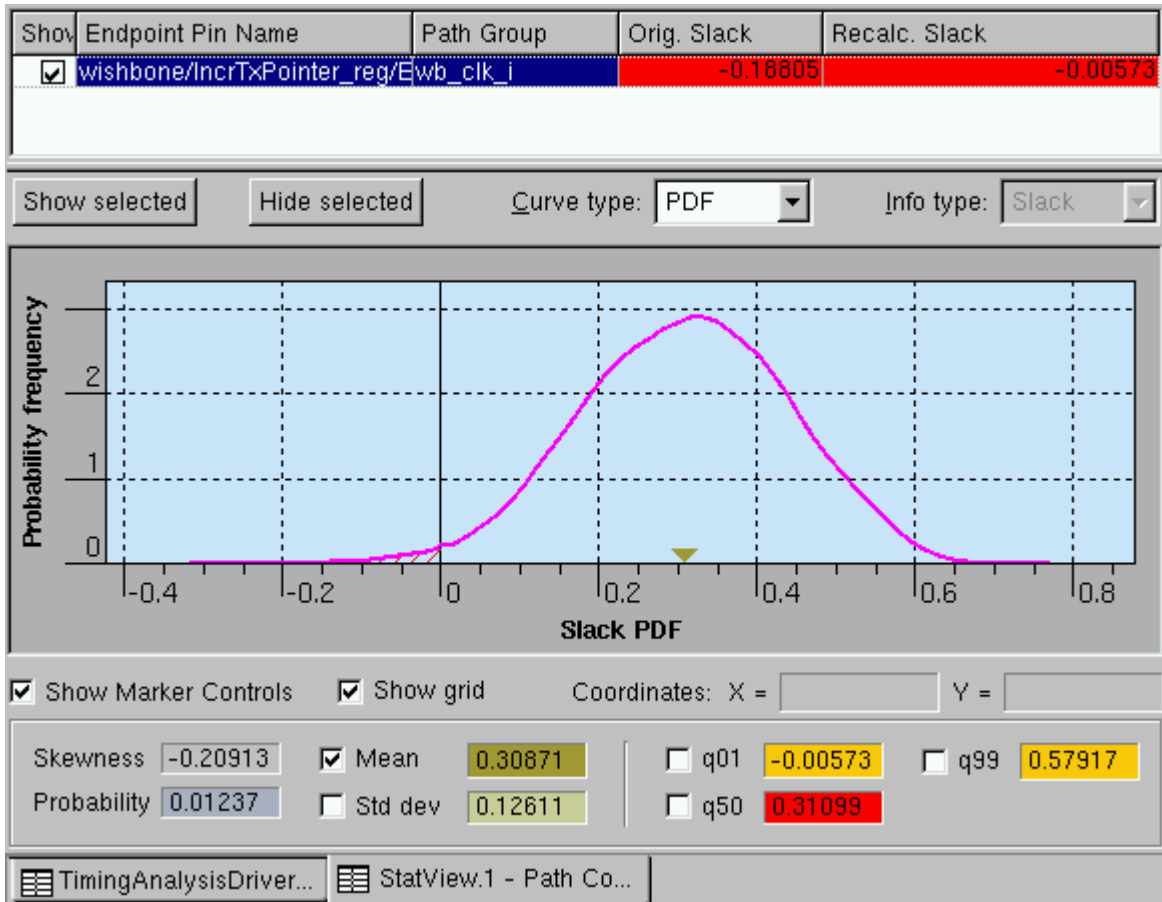 Show Endpoint Pin Name Path Group Orig. Slack Recalc. Slack
wishbone/IncrTxPointer_reg/E wb_clk_i -0.18805 -0.00573
Show selected Hide selected Curve type: PDF Info type: Slack
Probability frequency
2
1
0
-0.4 -0.2 0 0.2 0.4 0.6 0.8
Slack PDF
Show Marker Controls Show grid Coordinates: X = Y =
Skewness -0.20913 Mean 0.30871 q01 -0.00573 q99 0.57917
Probability 0.01237 Std dev 0.12611 q50 0.31099
TimingAnalysisDriver... StatView.1 - Path Co...